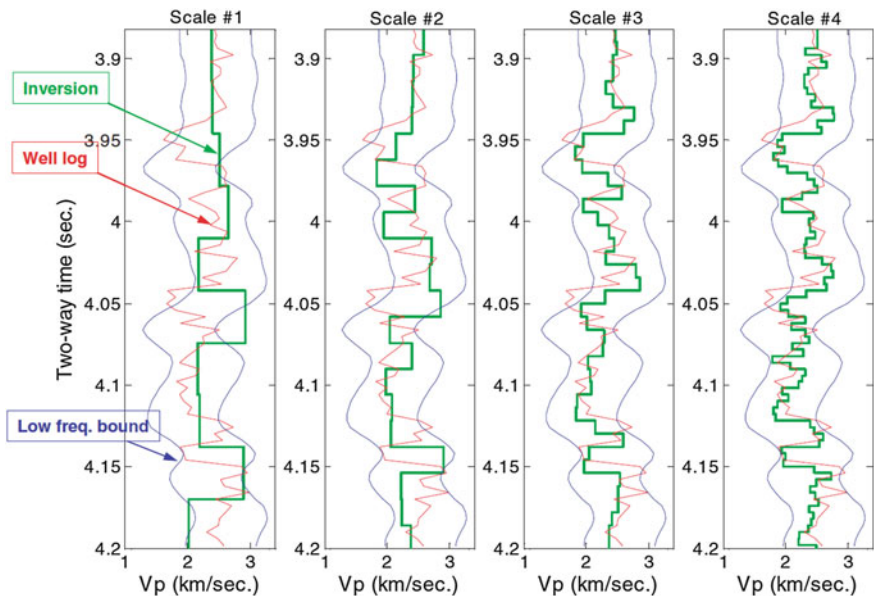 Scale #1 Scale #2 Scale #3 Scale #4
Inversion
Well log
Low freq. bound
Two-way time (sec.)
3.9 3.9 3.9 3.9
3.95 3.95 3.95 3.95
4 4 4 4
4.05 4.05 4.05 4.05
4.1 4.1 4.1 4.1
4.15 4.15 4.15 4.15
4.2 4.2 4.2 4.2
1 2 3 1 2 3 1 2 3 1 2 3
Vp (km/sec.) Vp (km/sec.) Vp (km/sec.) Vp (km/sec.)